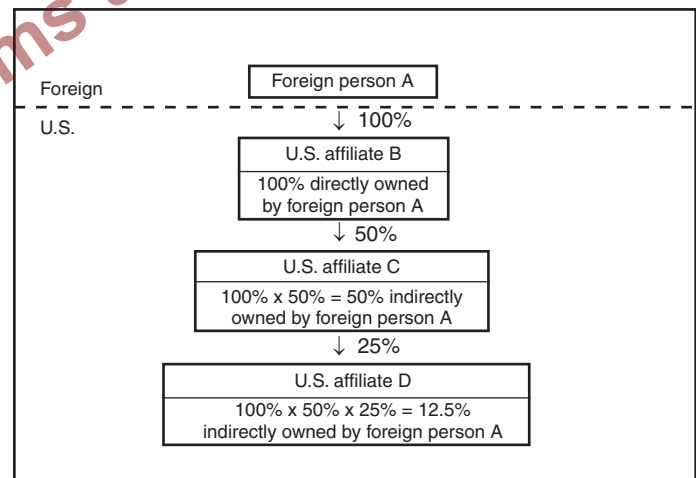 Foreign person A
Foreign
U.S.
↓ 100%
U.S. affiliate B
100% directly owned
by foreign person A
↓ 50%
U.S. affiliate C
100% x 50% = 50% indirectly
owned by foreign person A
↓ 25%
U.S. affiliate D
100% x 50% x 25% = 12.5%
indirectly owned by foreign person A